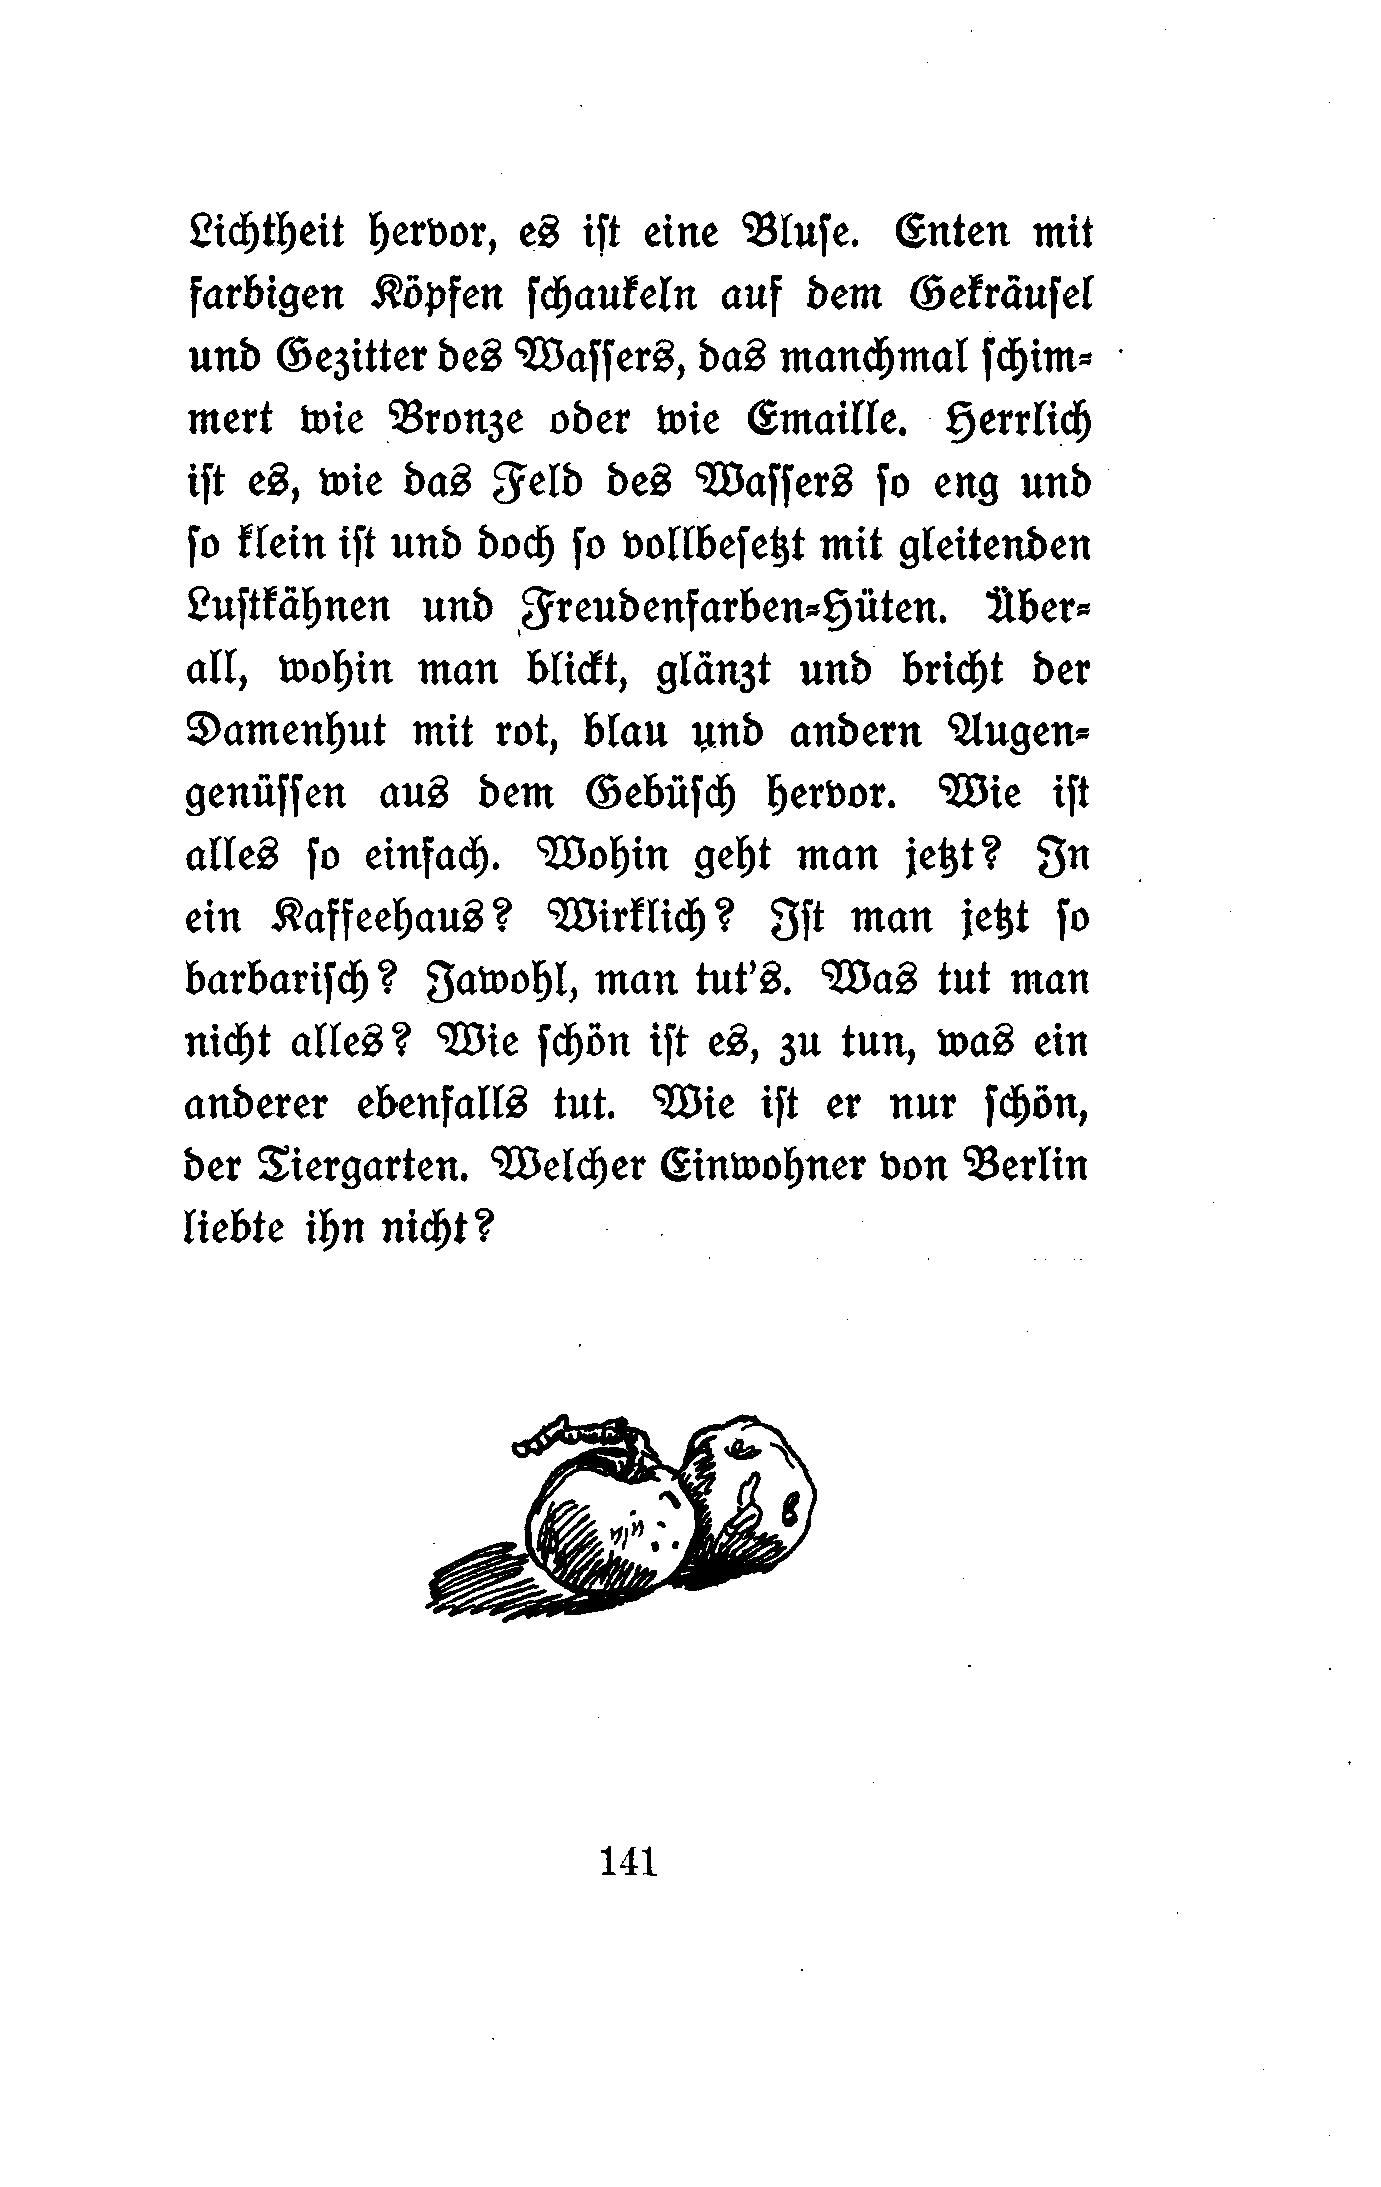 Lichtheit hervor, es ist eine Bluse. Enten mit
farbigen Köpfen schaukeln auf dem Gekräusel
und Gezitter des Wassers, das manchmal schim-
mert wie Bronze oder wie Emaille. Herrlich
ist es, wie das Feld des Wassers so eng und
so klein ist und doch so vollbesetzt mit gleitenden
Lustkähnen und Freudenfarben-Hüten. Über-
all, wohin man blickt, glänzt und bricht der
Damenhut mit rot, blau und andern Augen-
genüssen aus dem Gebüsch hervor. Wie ist
alles so einfach. Wohin geht man jetzt? In
ein Kaffeehaus? Wirklich? Ist man jetzt so
barbarisch? Jawohl, man tut's. Was tut man
nicht alles? Wie schön ist es, zu tun, was ein
anderer ebenfalls tut. Wie ist er nur schön,
der Tiergarten. Welcher Einwohner von Berlin
liebte ihn nicht?
141